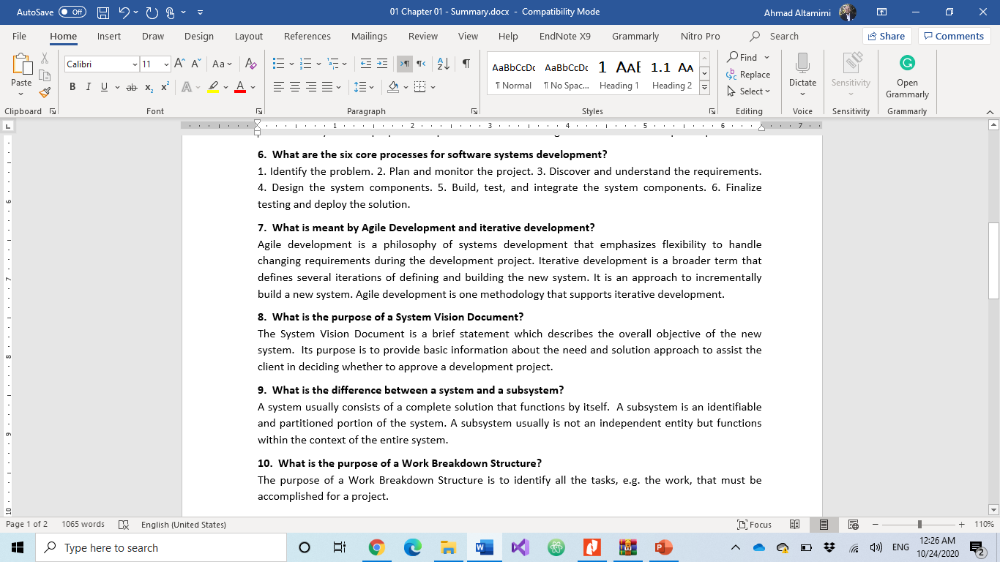 AutoSave Off
01 Chapter 01 - Summary.docx - Compatibility Mode
Ahmad Altamimi
File Home Insert Draw Design Layout References Mailings Review View Help EndNote X9 Grammarly Nitro Pro Search Share Comments
Paste
Calibri 11
AaBbCcDc AaBbCcDc 1 AaE 1.1 Aa
¶ Normal ¶ No Spac... Heading 1 Heading 2
Find
Replace
Select
Dictate
Sensitivity
Open
Grammarly
Clipboard Font Paragraph Styles Editing Voice Sensitivity Grammarly
1 2 3 4 5 6 7
6. What are the six core processes for software systems development?
1. Identify the problem. 2. Plan and monitor the project. 3. Discover and understand the requirements.
4. Design the system components. 5. Build, test, and integrate the system components. 6. Finalize
testing and deploy the solution.
7. What is meant by Agile Development and iterative development?
Agile development is a philosophy of systems development that emphasizes flexibility to handle
changing requirements during the development project. Iterative development is a broader term that
defines several iterations of defining and building the new system. It is an approach to incrementally
build a new system. Agile development is one methodology that supports iterative development.
8. What is the purpose of a System Vision Document?
The System Vision Document is a brief statement which describes the overall objective of the new
system. Its purpose is to provide basic information about the need and solution approach to assist the
client in deciding whether to approve a development project.
9. What is the difference between a system and a subsystem?
A system usually consists of a complete solution that functions by itself. A subsystem is an identifiable
and partitioned portion of the system. A subsystem usually is not an independent entity but functions
within the context of the entire system.
10. What is the purpose of a Work Breakdown Structure?
The purpose of a Work Breakdown Structure is to identify all the tasks, e.g. the work, that must be
accomplished for a project.
Page 1 of 2 1065 words English (United States) Focus 110%
Type here to search
ENG
12:26 AM
10/24/2020
2